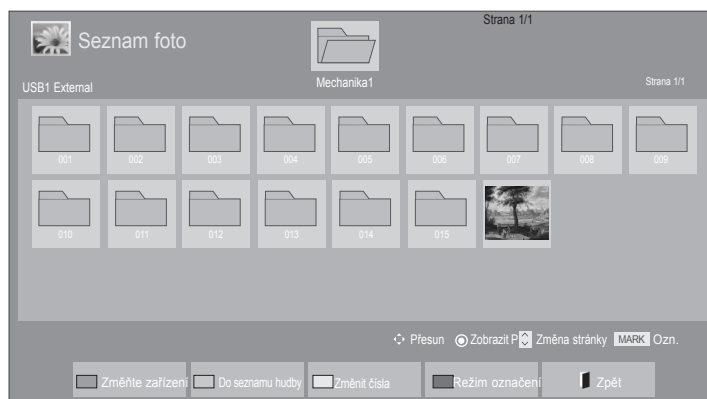 Strana 1/1
Seznam foto
Mechanika1
USB1 External
Strana 1/1
001 002 003 004 005 006 007 008 009
010 011 012 013 014 015
Přesun Zobrazit P Změna stránky MARK Ozn.
Změňte zařízení Do seznamu hudby Změnit čísla Režim označení Zpět